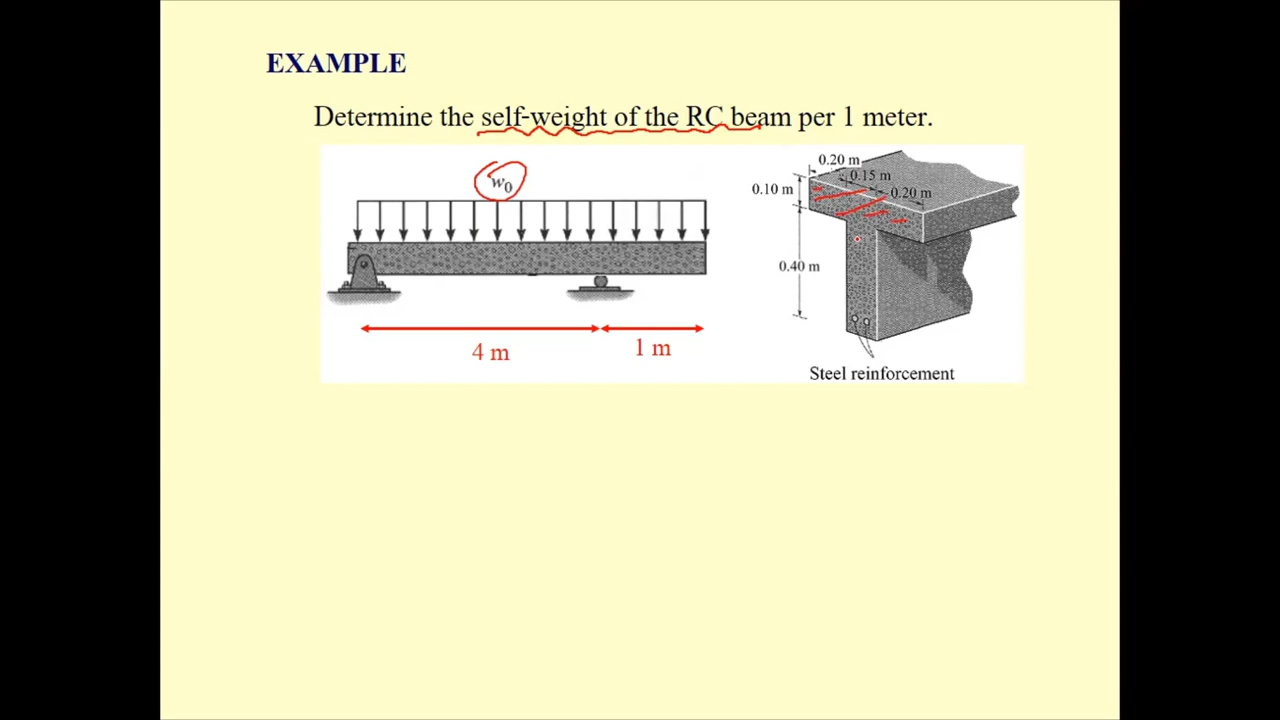 EXAMPLE
Determine the self-weight of the RC beam per 1 meter.
w0
4 m
1 m
0.20 m
0.15 m
0.20 m
0.10 m
0.40 m
Steel reinforcement